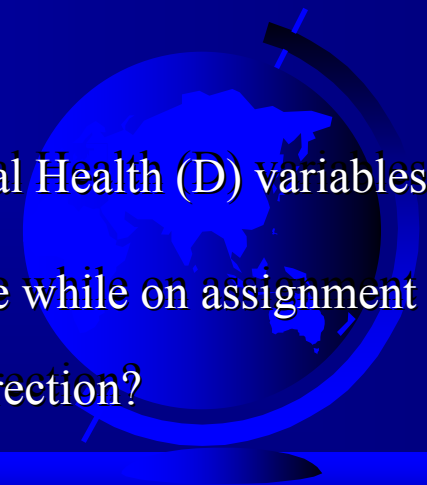 al Health (D) variables
e while on assignment
rection?